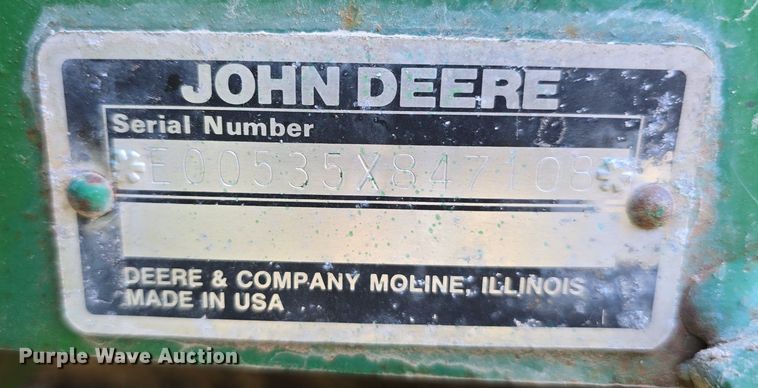 JOHN DEERE
Serial Number
*E00535X847108*
DEERE & COMPANY MOLINE, ILLINOIS
MADE IN USA
Purple Wave Auction